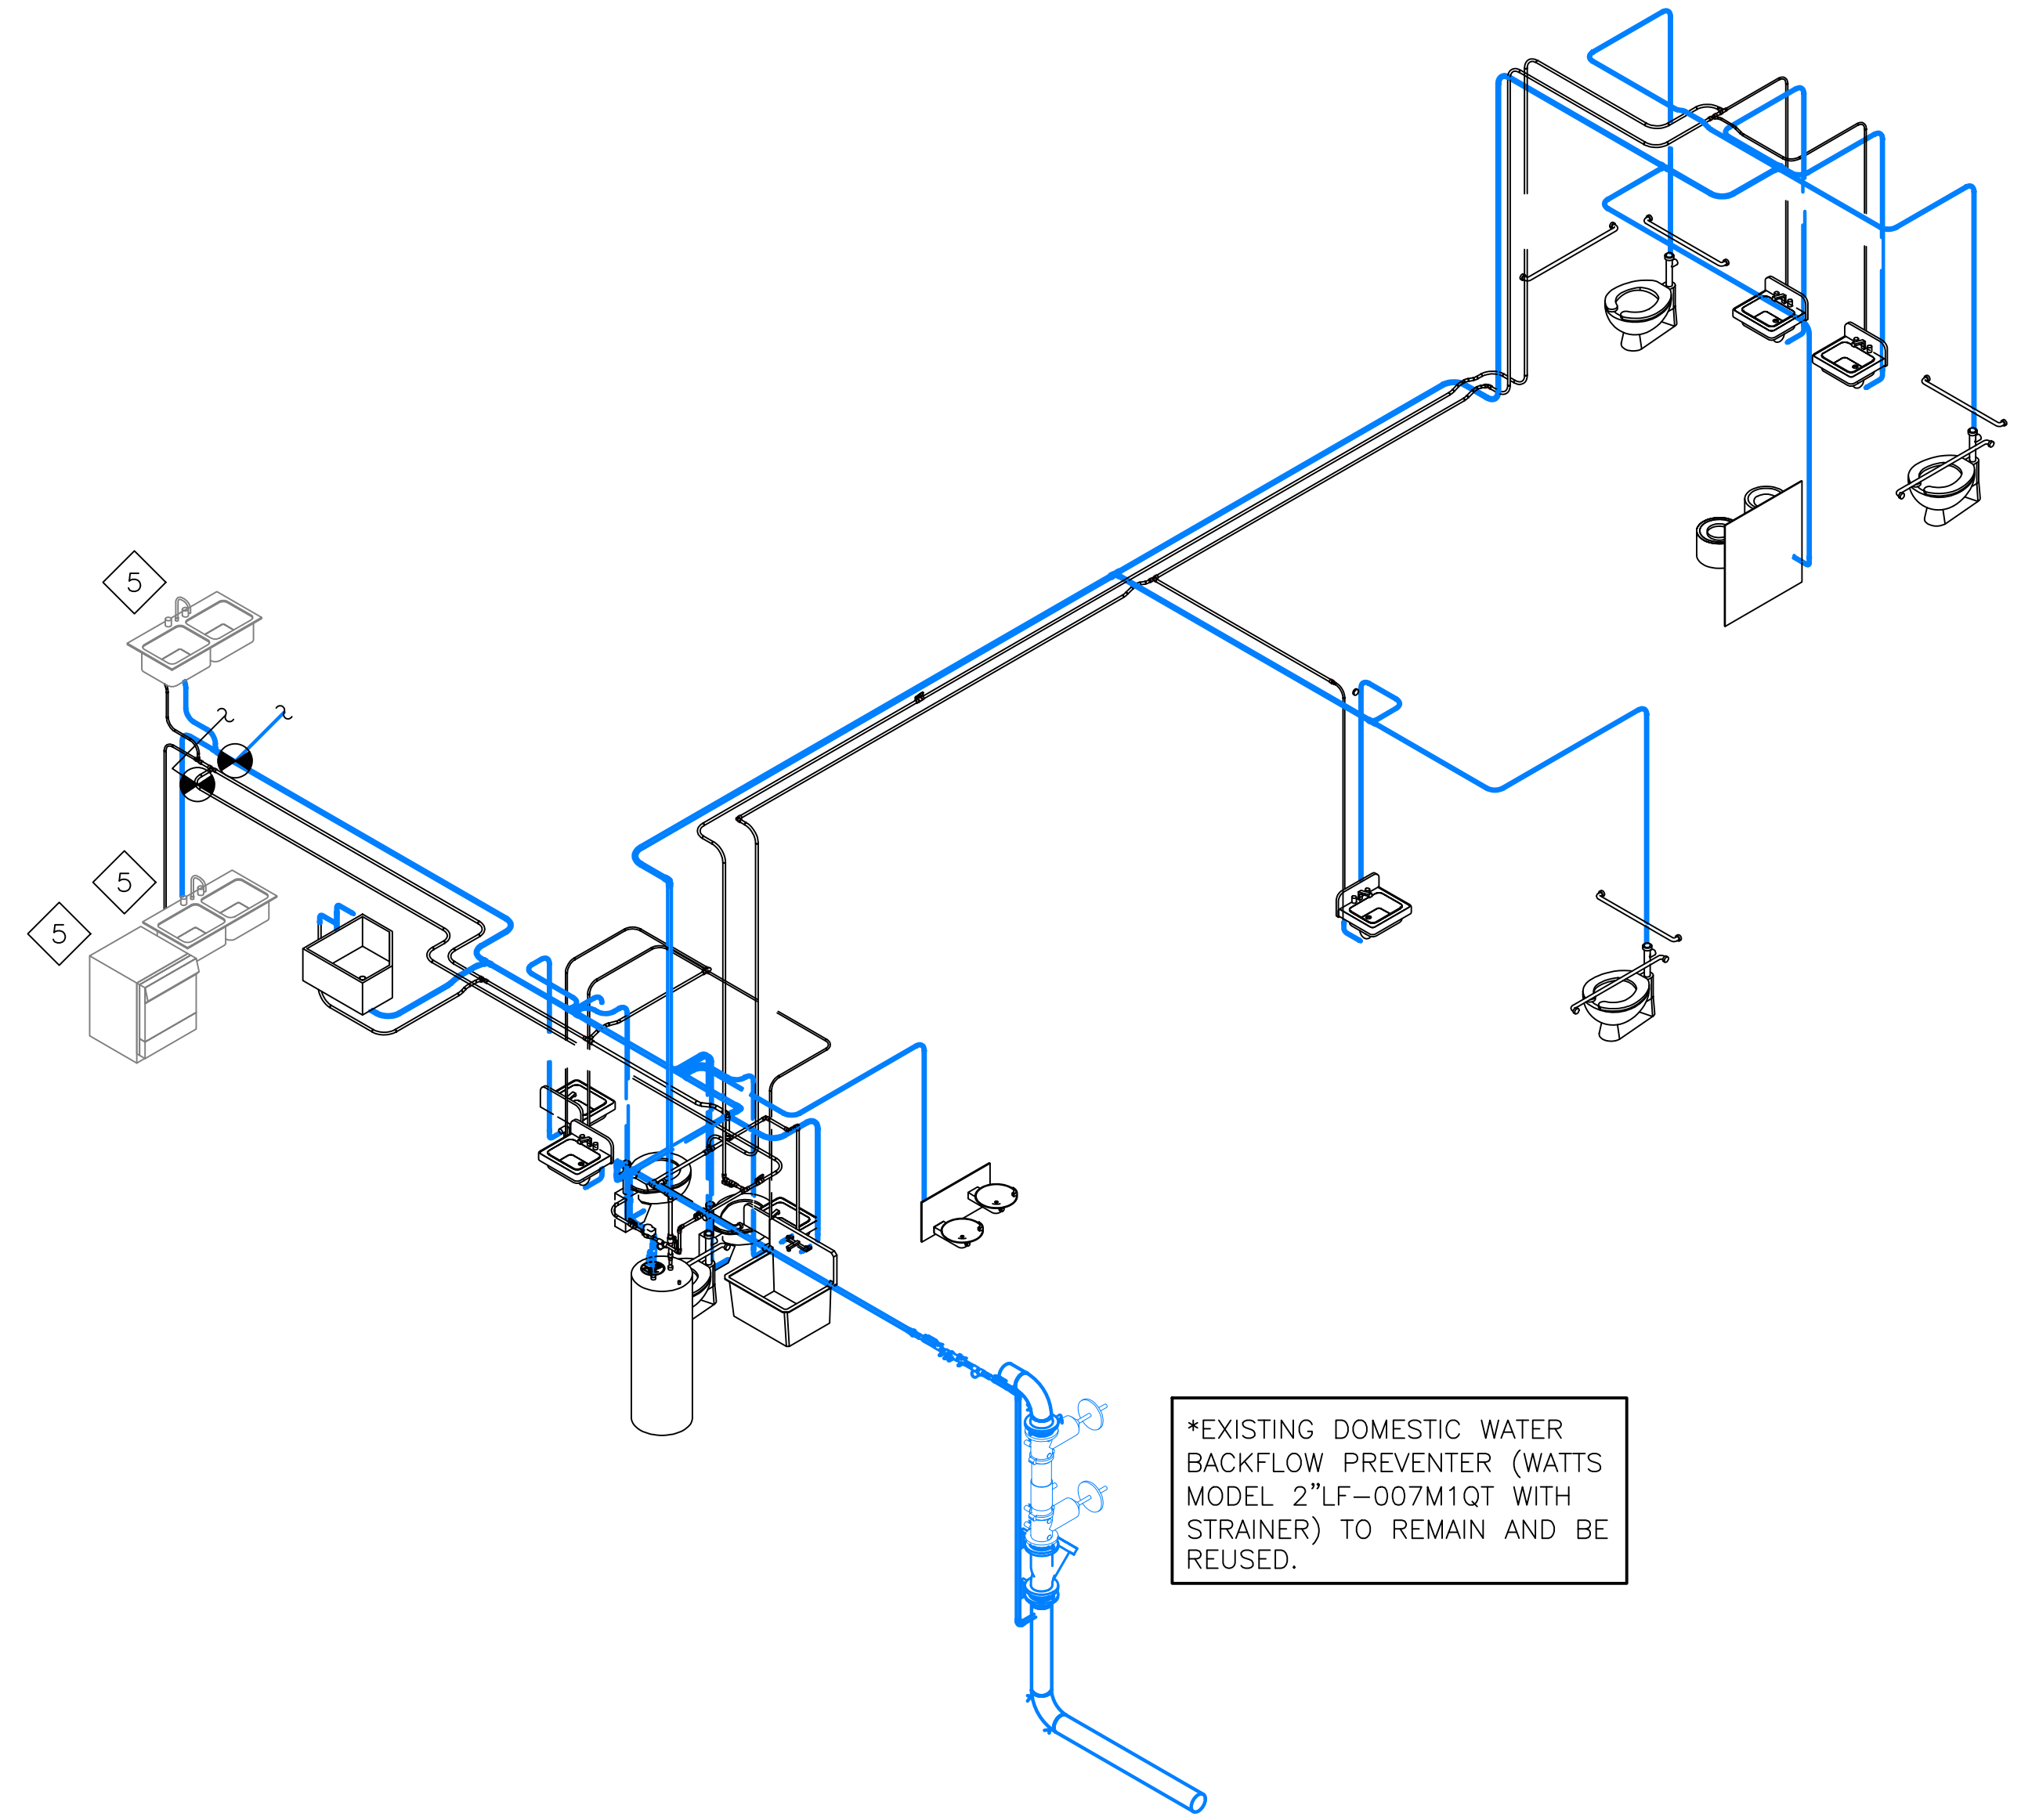 5
5
5
*EXISTING DOMESTIC WATER
BACKFLOW PREVENTER (WATTS
MODEL 2"LF-007M1QT WITH
STRAINER) TO REMAIN AND BE
REUSED.